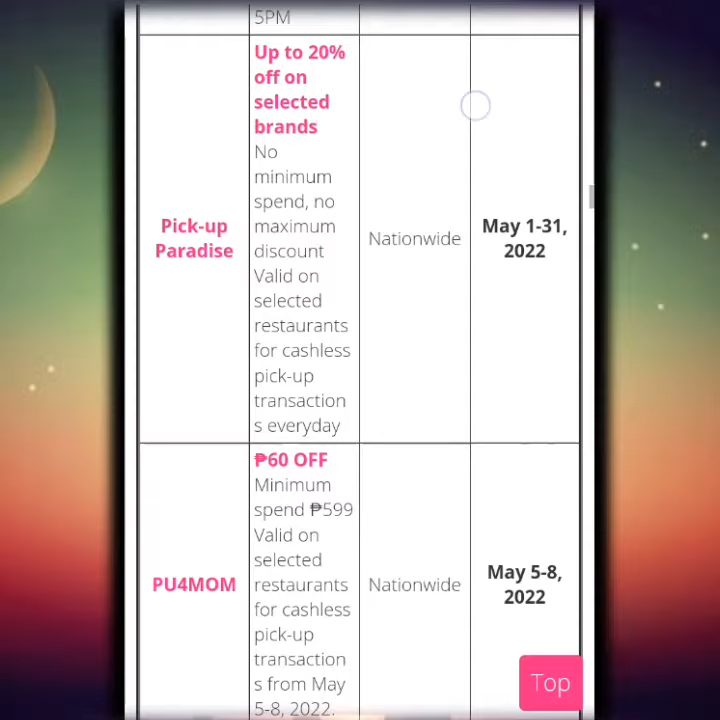 5PM
Up to 20%
off on
selected
brands
No
minimum
spend, no
maximum
discount
Valid on
selected
restaurants
for cashless
pick-up
transaction
s everyday
Pick-up
Paradise
Nationwide
May 1-31,
2022
₱60 OFF
Minimum
spend ₱599
Valid on
selected
restaurants
for cashless
pick-up
transaction
s from May
5-8, 2022.
PU4MOM
Nationwide
May 5-8,
2022
Top